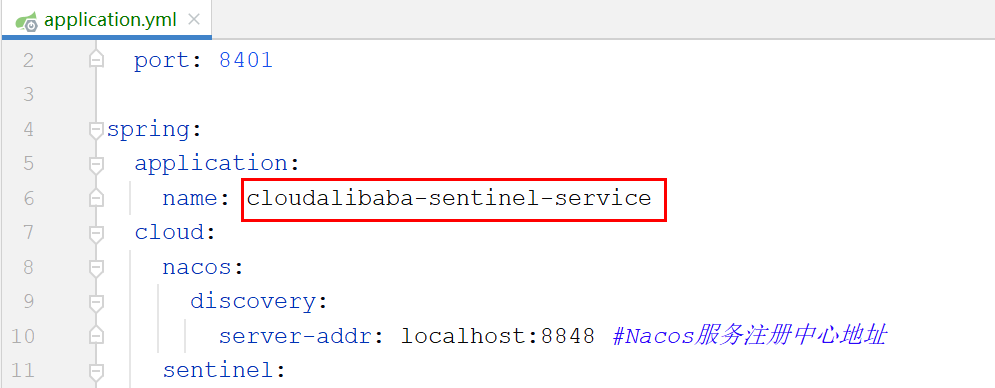 application.yml
2 port: 8401
3
4 spring:
5 application:
6 name: cloudalibaba-sentinel-service
7 cloud:
8 nacos:
9 discovery:
10 server-addr: localhost:8848 #Nacos服务注册中心地址
11 sentinel: